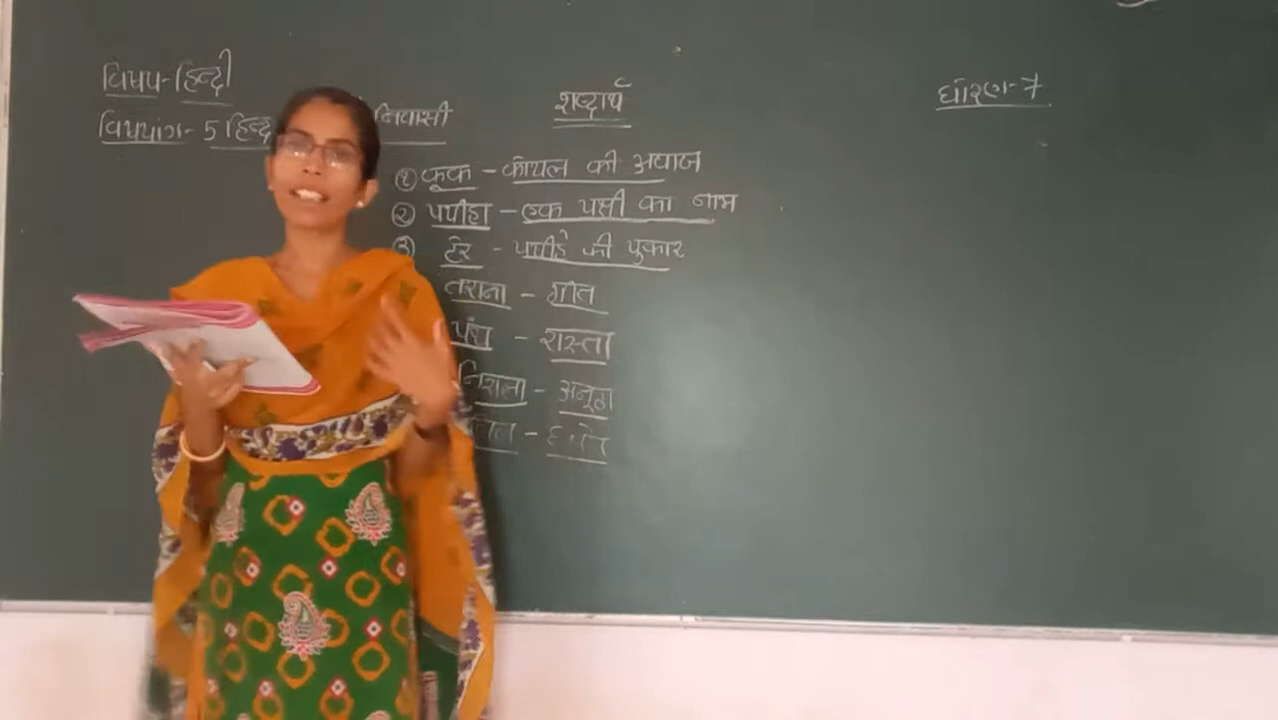 विषय-हिन्दी
विषयांग- 5 हिन्द निवासी
शब्दार्थ
धोरण-7
① कूक - कोयल की अवाज
② पपीहा - एक पक्षी का नाम
③ टेर - पपीहे की पुकार
तराना - गीत
पंथ - रास्ता
निराला - अनूठा